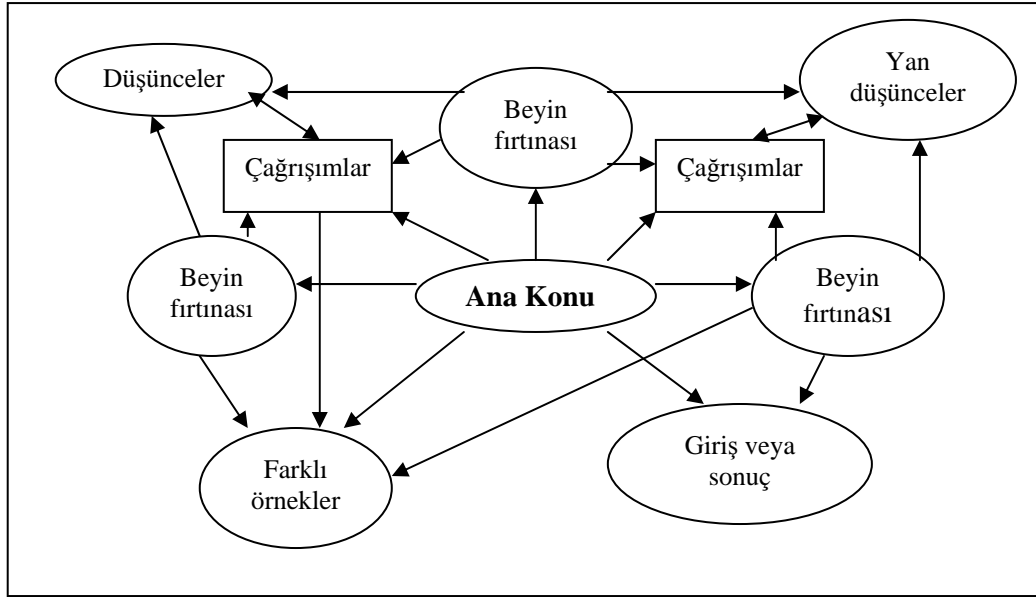 Düşünceler
Beyin
fırtınası
Yan
düşünceler
Çağrışımlar
Çağrışımlar
Beyin
fırtınası
Ana Konu
Beyin
fırtınası
Farklı
örnekler
Giriş veya
sonuç